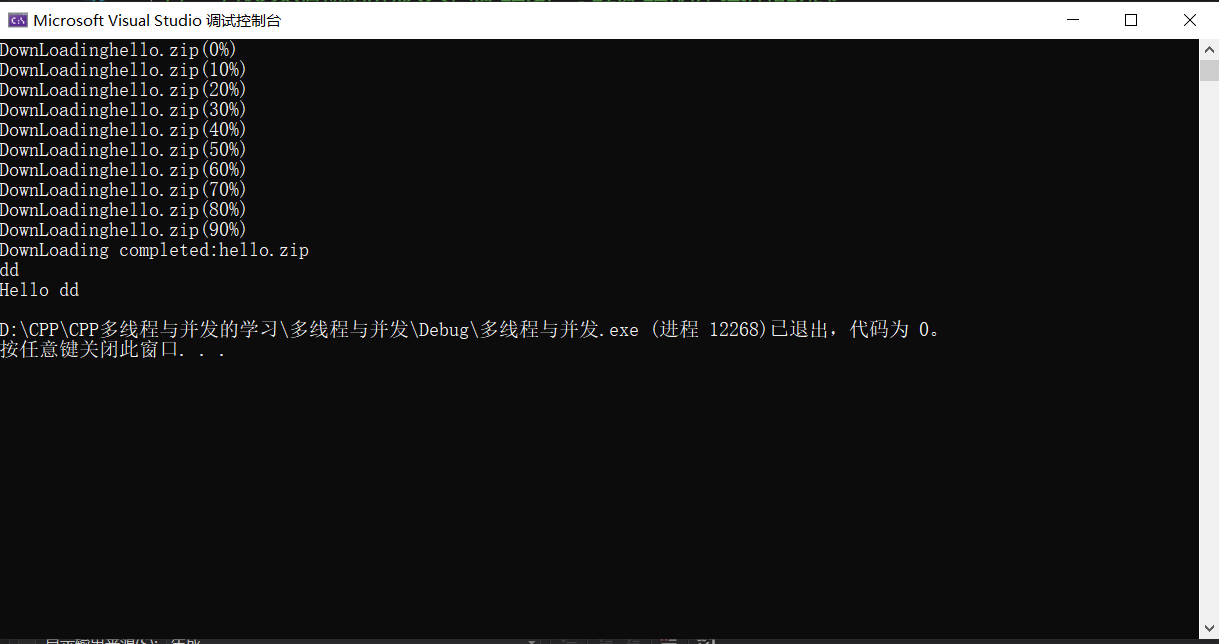 Microsoft Visual Studio 调试控制台
DownLoadinghello.zip(0%)
DownLoadinghello.zip(10%)
DownLoadinghello.zip(20%)
DownLoadinghello.zip(30%)
DownLoadinghello.zip(40%)
DownLoadinghello.zip(50%)
DownLoadinghello.zip(60%)
DownLoadinghello.zip(70%)
DownLoadinghello.zip(80%)
DownLoadinghello.zip(90%)
DownLoading completed:hello.zip
dd
Hello dd
D:\CPP\CPP多线程与并发的学习\多线程与并发\Debug\多线程与并发.exe (进程 12268)已退出，代码为 0。
按任意键关闭此窗口. . .